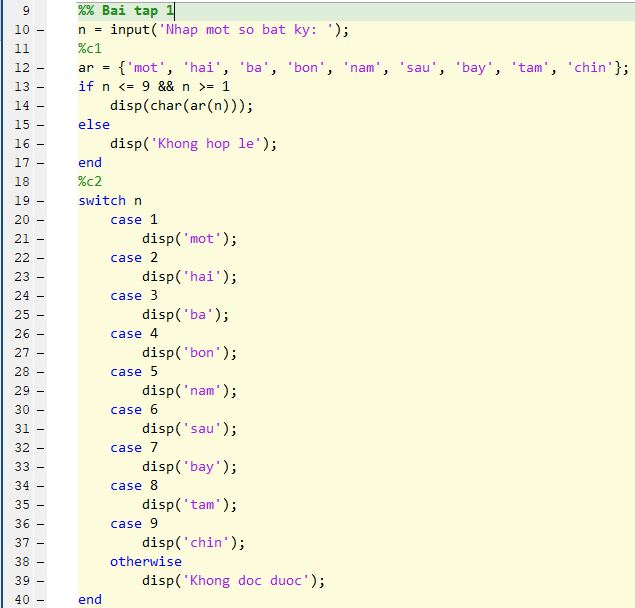 9 %% Bai tap 1
10 – n = input('Nhap mot so bat ky: ');
11 %c1
12 – ar = {'mot', 'hai', 'ba', 'bon', 'nam', 'sau', 'bay', 'tam', 'chin'};
13 – if n <= 9 && n >= 1
14 – disp(char(ar(n)));
15 – else
16 – disp('Khong hop le');
17 – end
18 %c2
19 – switch n
20 – case 1
21 – disp('mot');
22 – case 2
23 – disp('hai');
24 – case 3
25 – disp('ba');
26 – case 4
27 – disp('bon');
28 – case 5
29 – disp('nam');
30 – case 6
31 – disp('sau');
32 – case 7
33 – disp('bay');
34 – case 8
35 – disp('tam');
36 – case 9
37 – disp('chin');
38 – otherwise
39 – disp('Khong doc duoc');
40 – end